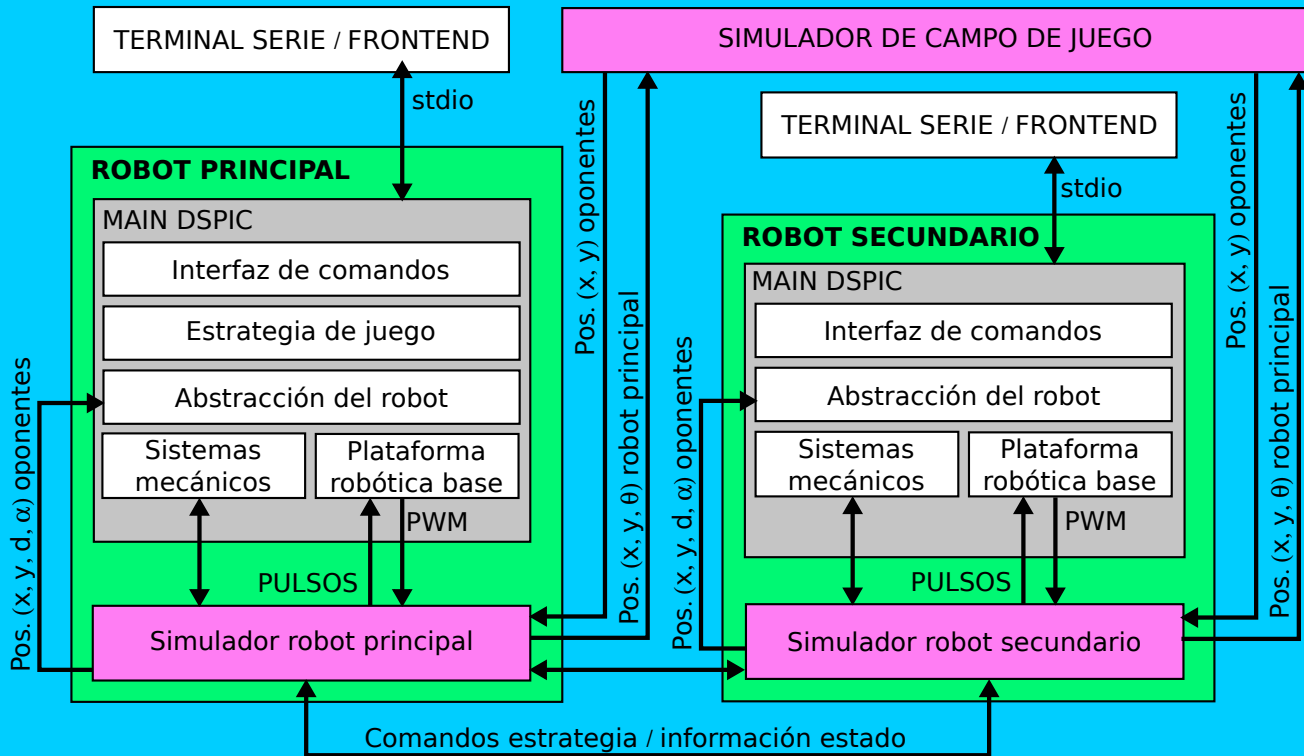 TERMINAL SERIE / FRONTEND
SIMULADOR DE CAMPO DE JUEGO
stdio
TERMINAL SERIE / FRONTEND
stdio
Pos. (x, y) oponentes
Pos. (x, y, θ) robot principal
Pos. (x, y) oponentes
Pos. (x, y, θ) robot principal
ROBOT PRINCIPAL
MAIN DSPIC
Interfaz de comandos
Estrategia de juego
Abstracción del robot
Sistemas
mecánicos
Plataforma
robótica base
PWM
PULSOS
Simulador robot principal
Pos. (x, y, d, α) oponentes
ROBOT SECUNDARIO
MAIN DSPIC
Interfaz de comandos
Abstracción del robot
Sistemas
mecánicos
Plataforma
robótica base
PWM
PULSOS
Simulador robot secundario
Pos. (x, y, d, α) oponentes
Comandos estrategia / información estado